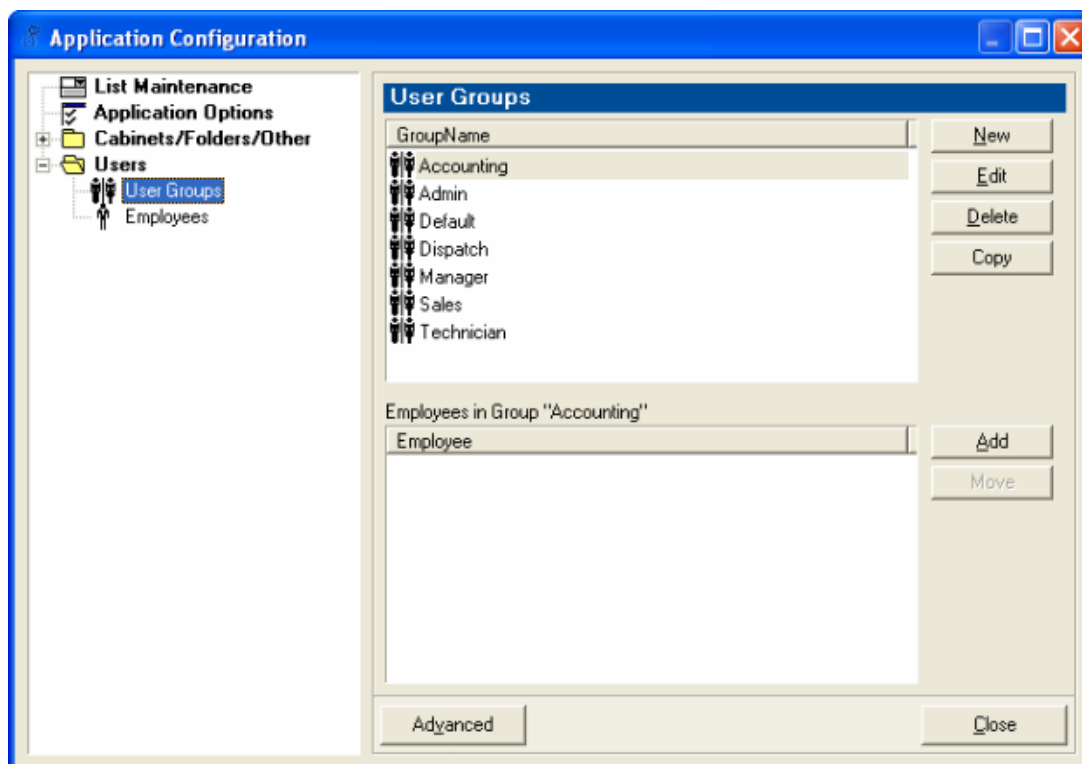 Application Configuration
List Maintenance
Application Options
Cabinets/Folders/Other
Users
User Groups
Employees
User Groups
GroupName
Accounting
Admin
Default
Dispatch
Manager
Sales
Technician
New
Edit
Delete
Copy
Employees in Group "Accounting"
Employee
Add
Move
Advanced
Close